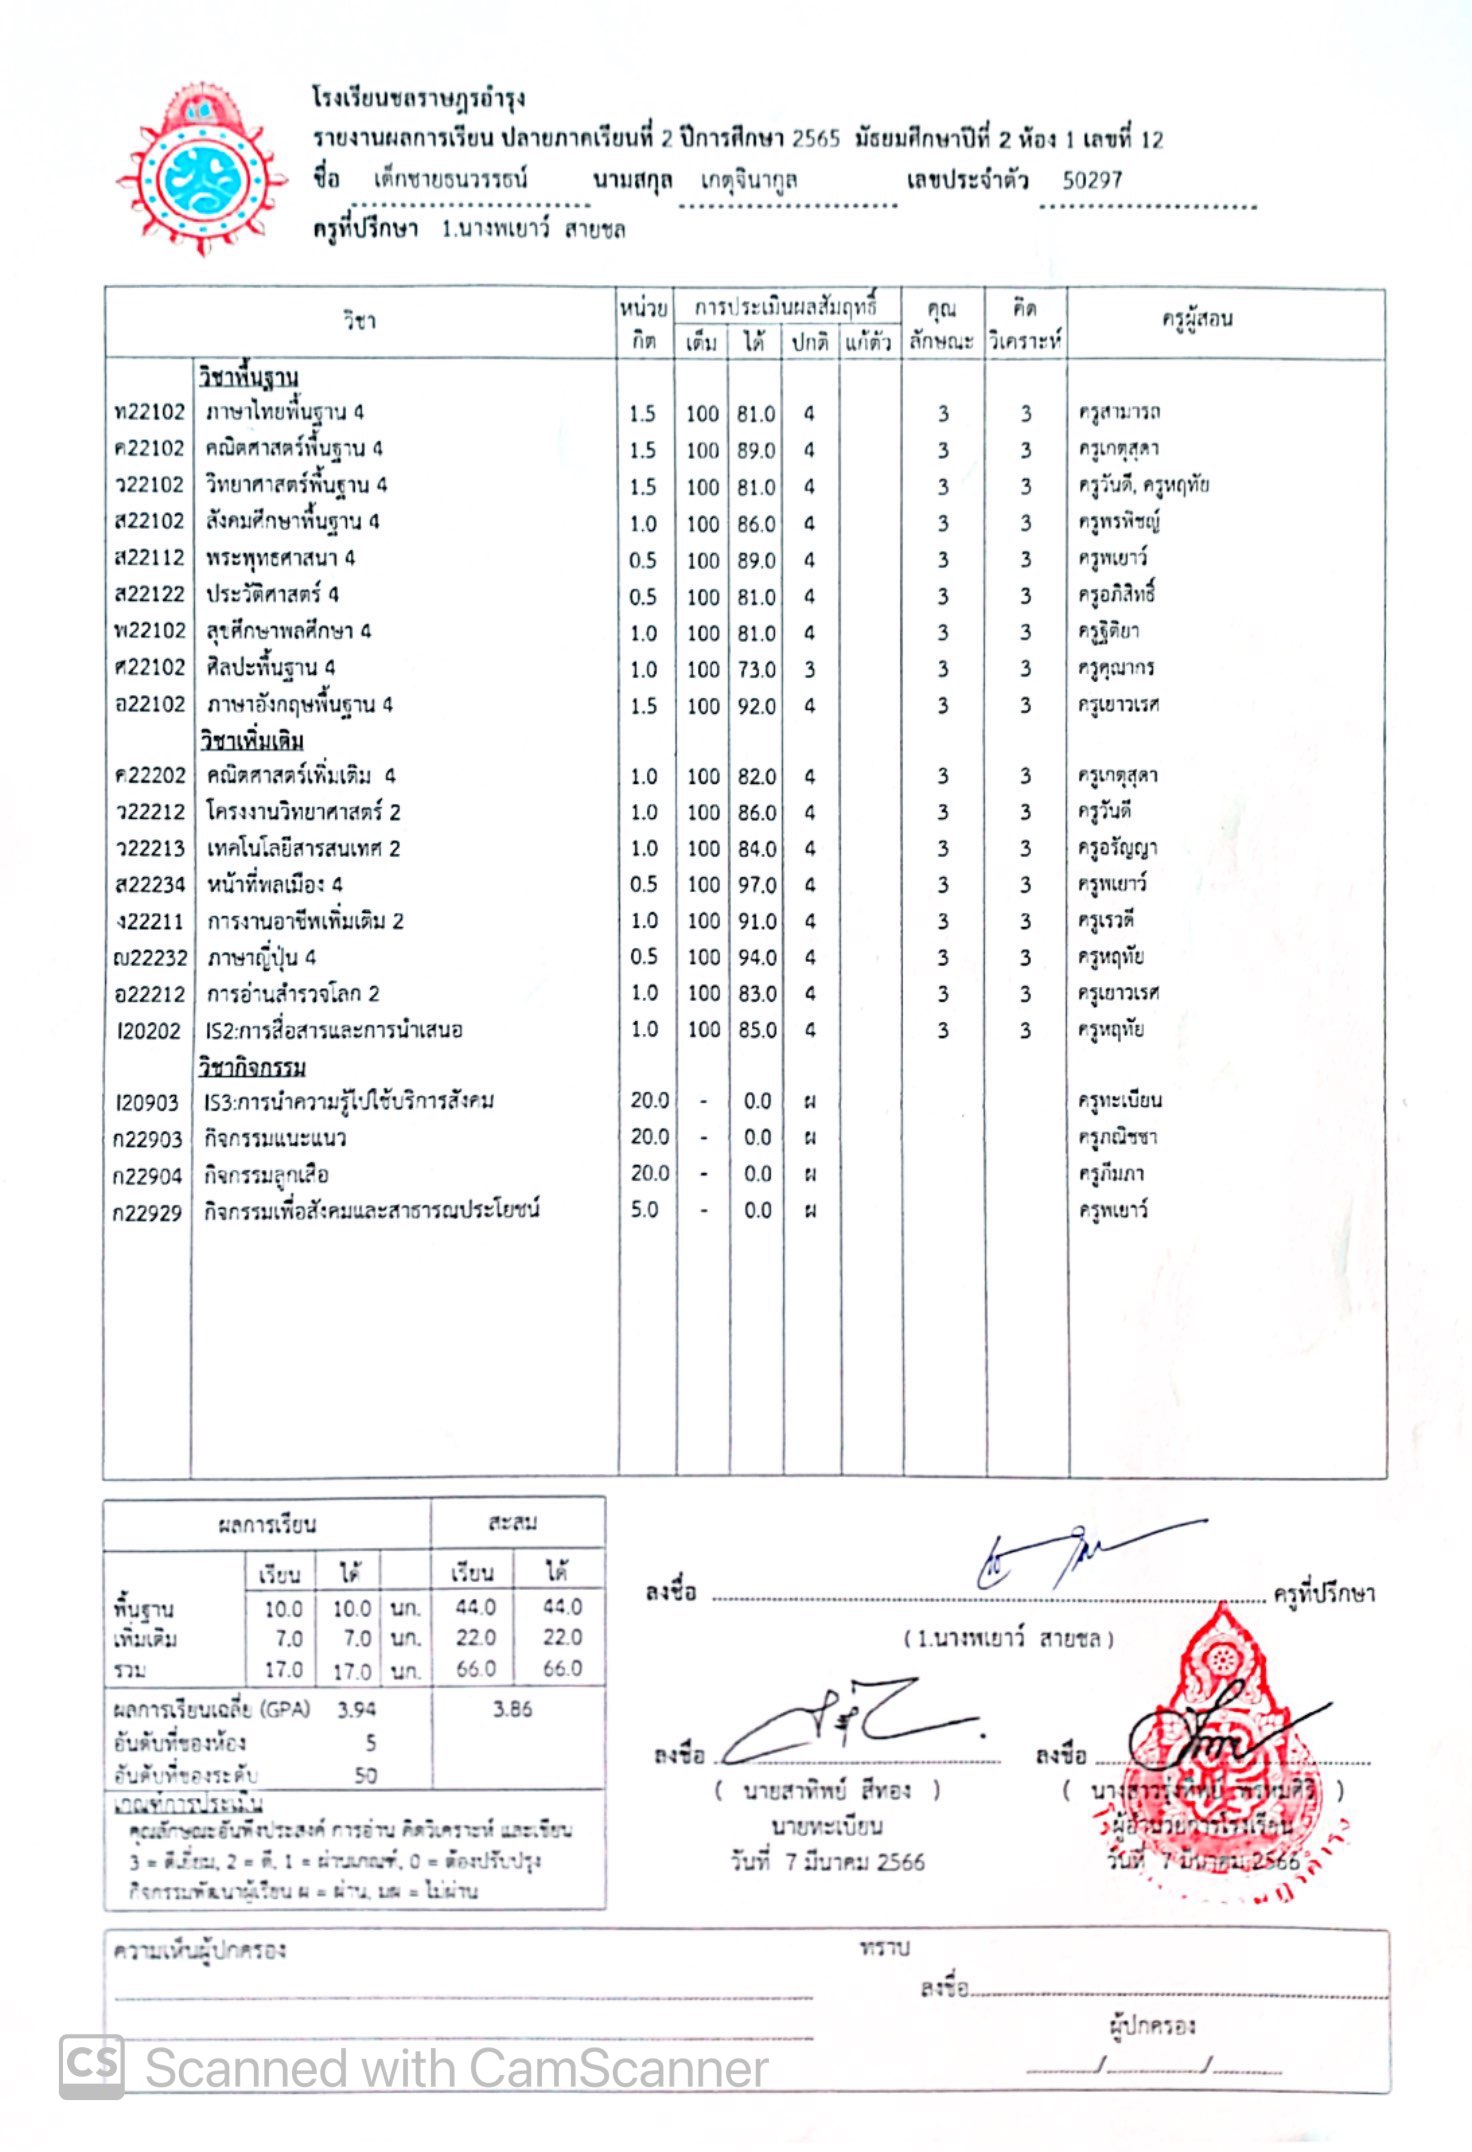 โรงเรียนชลราษฎรอำรุง
รายงานผลการเรียน ปลายภาคเรียนที่ 2 ปีการศึกษา 2565 มัธยมศึกษาปีที่ 2 ห้อง 1 เลขที่ 12
ชื่อ เด็กชายธนวรรธน์ นามสกุล เกตุจินากูล เลขประจำตัว 50297
ครูที่ปรึกษา 1.นางพเยาว์ สายชล
วิชา หน่วยกิต การประเมินผลสัมฤทธิ์ คุณลักษณะ คิดวิเคราะห์ ครูผู้สอน
เต็ม ได้ ปกติ แก้ตัว
วิชาพื้นฐาน
ท22102 ภาษาไทยพื้นฐาน 4 1.5 100 81.0 4 3 3 ครูสามารถ
ค22102 คณิตศาสตร์พื้นฐาน 4 1.5 100 89.0 4 3 3 ครูเกตุสุดา
ว22102 วิทยาศาสตร์พื้นฐาน 4 1.5 100 81.0 4 3 3 ครูวันดี, ครูหฤทัย
ส22102 สังคมศึกษาพื้นฐาน 4 1.0 100 86.0 4 3 3 ครูพรพิชญ์
ส22112 พระพุทธศาสนา 4 0.5 100 89.0 4 3 3 ครูพเยาว์
ส22122 ประวัติศาสตร์ 4 0.5 100 81.0 4 3 3 ครูอภิสิทธิ์
พ22102 สุขศึกษาพลศึกษา 4 1.0 100 81.0 4 3 3 ครูฐิติยา
ศ22102 ศิลปะพื้นฐาน 4 1.0 100 73.0 3 3 3 ครูคุณากร
อ22102 ภาษาอังกฤษพื้นฐาน 4 1.5 100 92.0 4 3 3 ครูเยาวเรศ
วิชาเพิ่มเติม
ค22202 คณิตศาสตร์เพิ่มเติม 4 1.0 100 82.0 4 3 3 ครูเกตุสุดา
ว22212 โครงงานวิทยาศาสตร์ 2 1.0 100 86.0 4 3 3 ครูวันดี
ว22213 เทคโนโลยีสารสนเทศ 2 1.0 100 84.0 4 3 3 ครูอรัญญา
ส22234 หน้าที่พลเมือง 4 0.5 100 97.0 4 3 3 ครูพเยาว์
ง22211 การงานอาชีพเพิ่มเติม 2 1.0 100 91.0 4 3 3 ครูเรวดี
ญ22232 ภาษาญี่ปุ่น 4 0.5 100 94.0 4 3 3 ครูหฤทัย
อ22212 การอ่านสำรวจโลก 2 1.0 100 83.0 4 3 3 ครูเยาวเรศ
I20202 IS2:การสื่อสารและการนำเสนอ 1.0 100 85.0 4 3 3 ครูหฤทัย
วิชากิจกรรม
I20903 IS3:การนำความรู้ไปใช้บริการสังคม 20.0 - 0.0 ผ ครูทะเบียน
ก22903 กิจกรรมแนะแนว 20.0 - 0.0 ผ ครูภณิชชา
ก22904 กิจกรรมลูกเสือ 20.0 - 0.0 ผ ครูภีมภา
ก22929 กิจกรรมเพื่อสังคมและสาธารณประโยชน์ 5.0 - 0.0 ผ ครูพเยาว์
ผลการเรียน สะสม
เรียน ได้ เรียน ได้
พื้นฐาน 10.0 10.0 นก. 44.0 44.0
เพิ่มเติม 7.0 7.0 นก. 22.0 22.0
รวม 17.0 17.0 นก. 66.0 66.0
ผลการเรียนเฉลี่ย (GPA) 3.94 3.86
อันดับที่ของห้อง 5
อันดับที่ของระดับ 50
เกณฑ์การประเมิน
คุณลักษณะอันพึงประสงค์ การอ่าน คิดวิเคราะห์ และเขียน
3 = ดีเยี่ยม, 2 = ดี, 1 = ผ่านเกณฑ์, 0 = ต้องปรับปรุง
กิจกรรมพัฒนาผู้เรียน ผ = ผ่าน, มผ = ไม่ผ่าน
ลงชื่อ ครูที่ปรึกษา
( 1.นางพเยาว์ สายชล )
ลงชื่อ ลงชื่อ
( นายสาทิพย์ สีทอง ) ( นางสาวรุ่งทิพย์ พรหมศิริ )
นายทะเบียน ผู้อำนวยการโรงเรียน
วันที่ 7 มีนาคม 2566 วันที่ 7 มีนาคม 2566
ความเห็นผู้ปกครอง ทราบ
ลงชื่อ
ผู้ปกครอง
CS Scanned with CamScanner